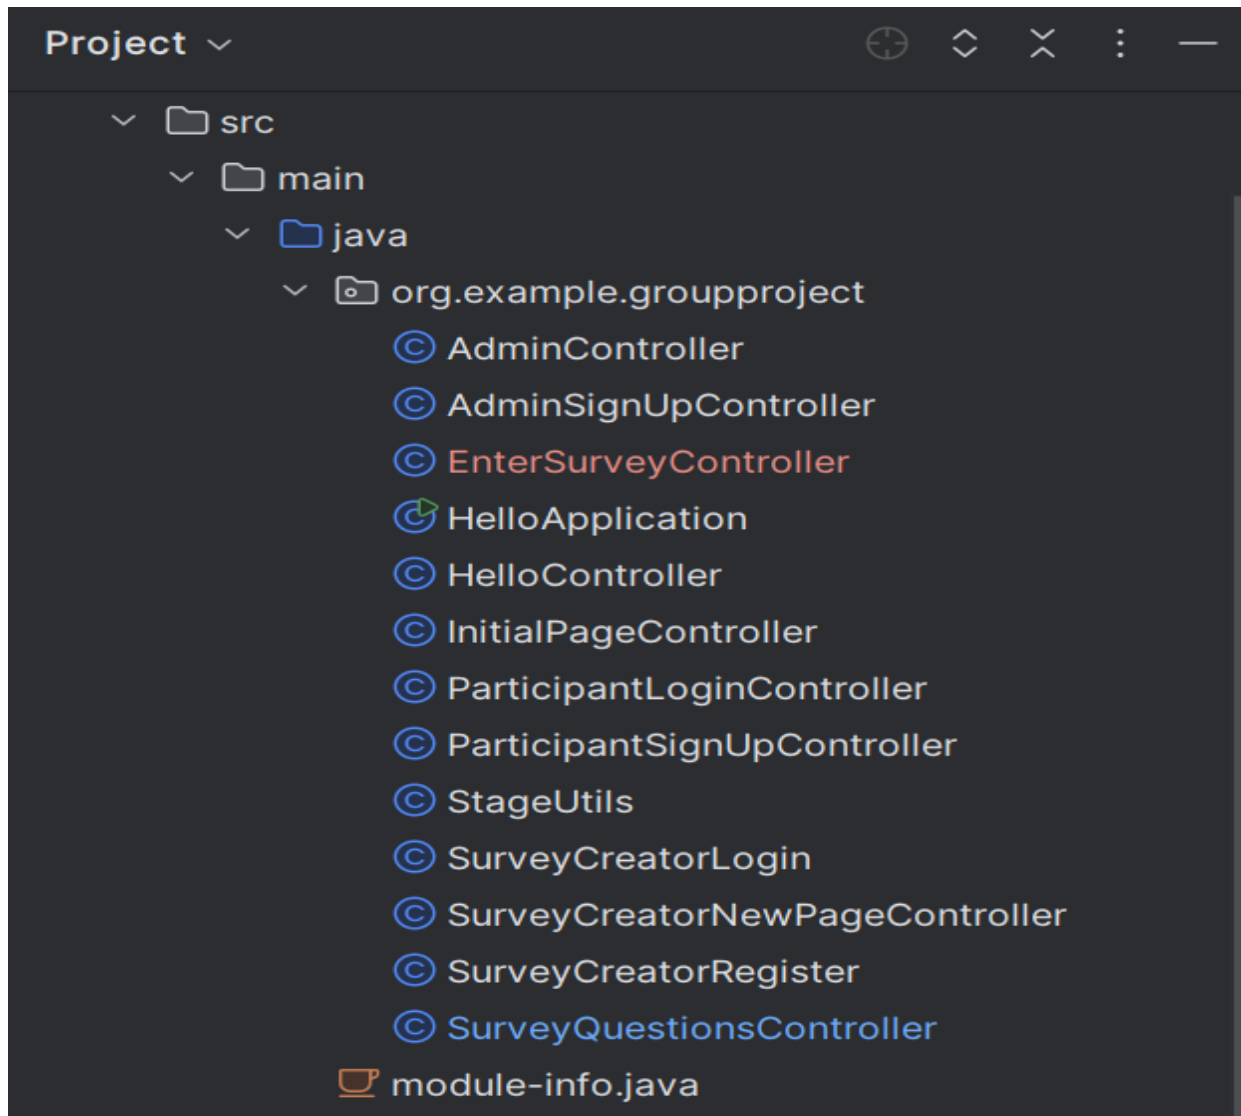 Project
src
main
java
org.example.groupproject
AdminController
AdminSignUpController
EnterSurveyController
HelloApplication
HelloController
InitialPageController
ParticipantLoginController
ParticipantSignUpController
StageUtils
SurveyCreatorLogin
SurveyCreatorNewPageController
SurveyCreatorRegister
SurveyQuestionsController
module-info.java